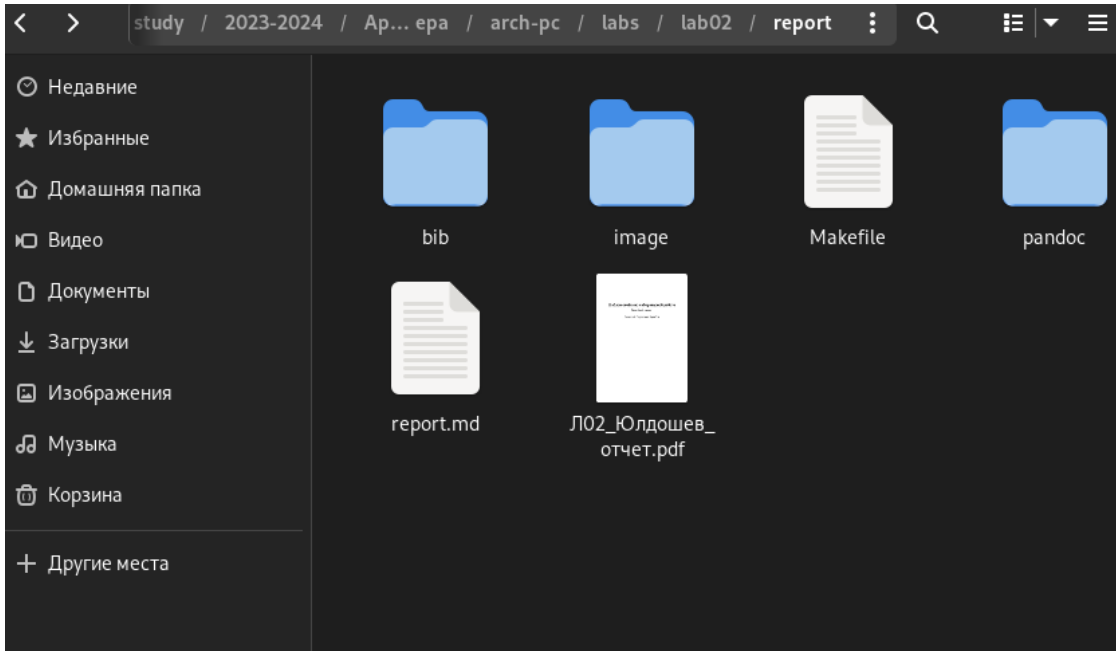 study / 2023-2024 / Ap... epa / arch-pc / labs / lab02 / report
Недавние
Избранные
Домашняя папка
Видео
Документы
Загрузки
Изображения
Музыка
Корзина
Другие места
bib
image
Makefile
pandoc
report.md
Л02_Юлдошев_
отчет.pdf